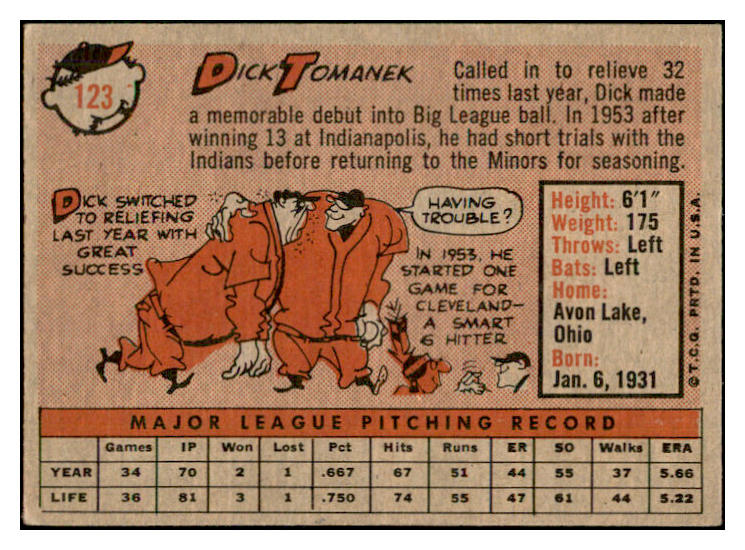 123
DICK TOMANEK
Called in to relieve 32
times last year, Dick made
a memorable debut into Big League ball. In 1953 after
winning 13 at Indianapolis, he had short trials with the
Indians before returning to the Minors for seasoning.
DICK SWITCHED
TO RELIEFING
LAST YEAR WITH
GREAT
SUCCESS
HAVING
TROUBLE?
IN 1953, HE
STARTED ONE
GAME FOR
CLEVELAND—
A SMART
6 HITTER
Height: 6'1"
Weight: 175
Throws: Left
Bats: Left
Home:
Avon Lake,
Ohio
Born:
Jan. 6, 1931
© T.C.G. PRTD. IN U.S.A.
MAJOR LEAGUE PITCHING RECORD
Games IP Won Lost Pct Hits Runs ER SO Walks ERA
YEAR 34 70 2 1 .667 67 51 44 55 37 5.66
LIFE 36 81 3 1 .750 74 55 47 61 44 5.22